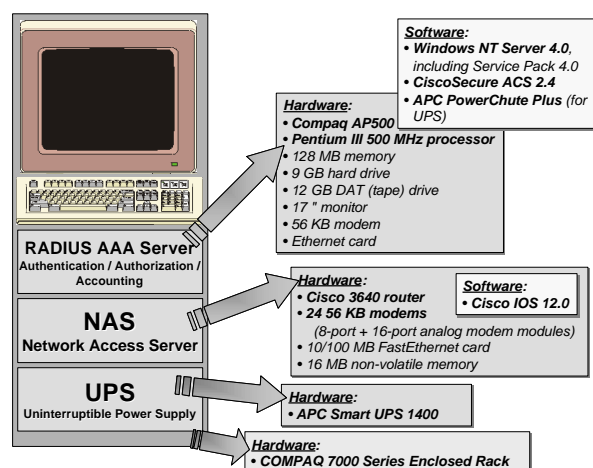 Software:
• Windows NT Server 4.0,
including Service Pack 4.0
• CiscoSecure ACS 2.4
• APC PowerChute Plus (for
UPS)
Hardware:
• Compaq AP500
• Pentium III 500 MHz processor
• 128 MB memory
• 9 GB hard drive
• 12 GB DAT (tape) drive
• 17 " monitor
• 56 KB modem
• Ethernet card
RADIUS AAA Server
Authentication / Authorization /
Accounting
Hardware:
• Cisco 3640 router
• 24 56 KB modems
(8-port + 16-port analog modem modules)
• 10/100 MB FastEthernet card
• 16 MB non-volatile memory
Software:
• Cisco IOS 12.0
NAS
Network Access Server
UPS
Uninterruptible Power Supply
Hardware:
• APC Smart UPS 1400
Hardware:
• COMPAQ 7000 Series Enclosed Rack